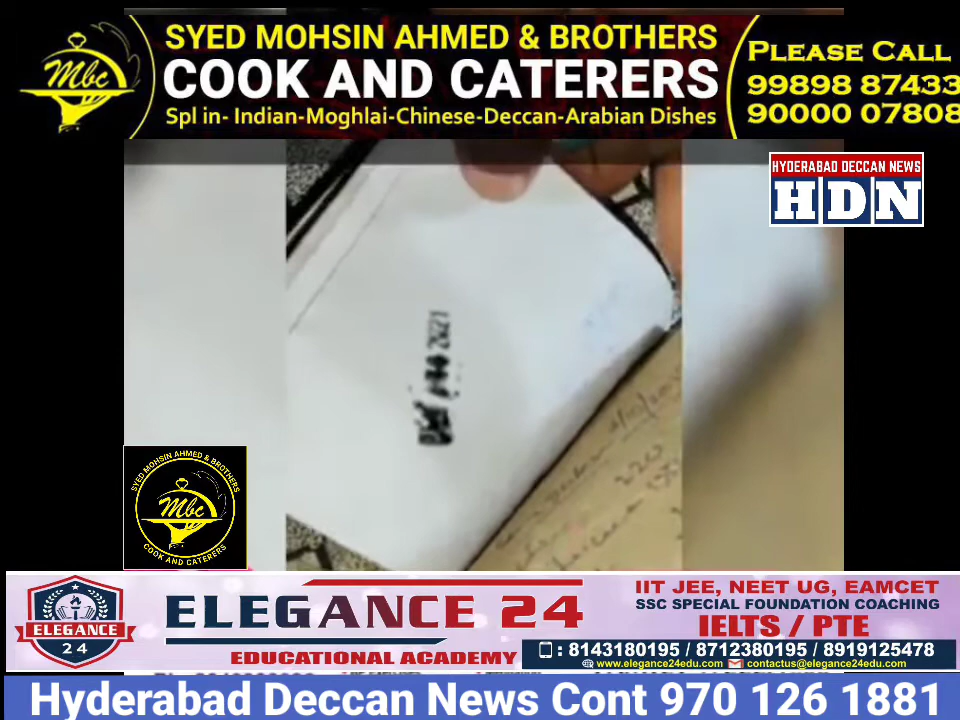 SYED MOHSIN AHMED & BROTHERS
COOK AND CATERERS
Spl in- Indian-Moghlai-Chinese-Deccan-Arabian Dishes
Mbc
PLEASE CALL
99898 87433
90000 07808
HYDERABAD DECCAN NEWS
HDN
2021
SYED MOHSIN AHMED & BROTHERS
Mbc
COOK AND CATERERS
ELEGANCE
24
ELEGANCE 24
EDUCATIONAL ACADEMY
IIT JEE, NEET UG, EAMCET
SSC SPECIAL FOUNDATION COACHING
IELTS / PTE
: 8143180195 / 8712380195 / 8919125478
www.elegance24edu.com contactus@elegance24edu.com
Hyderabad Deccan News Cont 970 126 1881